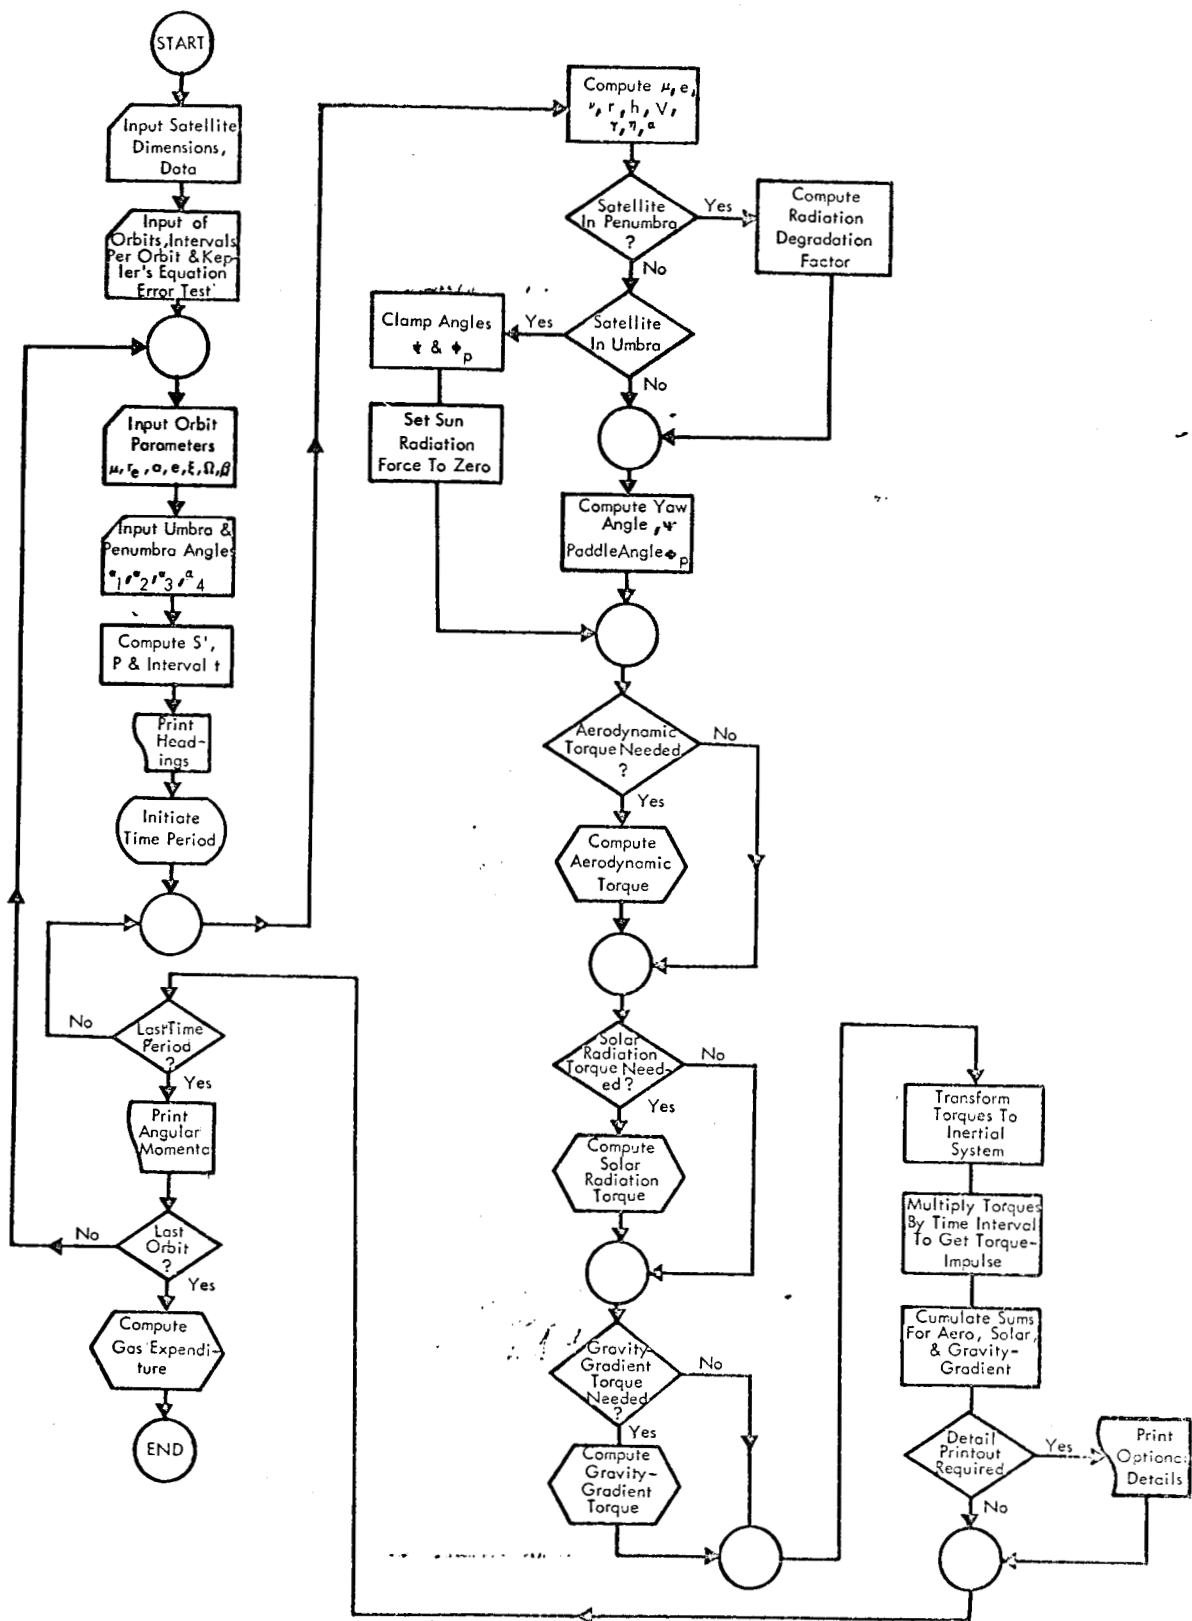 START
Input Satellite
Dimensions,
Data
Input of
Orbits, Intervals
Per Orbit & Kep-
ler's Equation
Error Test
Input Orbit
Parameters
μ, r_e, a, e, ξ, Ω, β
Input Umbra &
Penumbra Angles
α_1, α_2, α_3, α_4
Compute S',
P & Interval t
Print
Head-
ings
Initiate
Time Period
Last Time
Period
?
No
Yes
Print
Angular
Momenta
Last
Orbit
?
No
Yes
Compute
Gas Expendi-
ture
END
Compute μ, e,
ν, r, h, V,
γ, η, α
Satellite
In Penumbra
?
Yes
No
Compute
Radiation
Degradation
Factor
Satellite
In Umbra
Yes
No
Clamp Angles
& p
Set Sun
Radiation
Force To Zero
Compute Yaw
Angle, Ψ
Paddle Angle Φ_p
Aerodynamic
Torque Needed
?
No
Yes
Compute
Aerodynamic
Torque
Solar
Radiation
Torque Need-
ed?
No
Yes
Compute
Solar
Radiation
Torque
Gravity-
Gradient
Torque
Needed
?
No
Yes
Compute
Gravity-
Gradient
Torque
Transform
Torques To
Inertial
System
Multiply Torques
By Time Interval
To Get Torque-
Impulse
Cumulate Sums
For Aero, Solar,
& Gravity-
Gradient
Detail
Printout
Required
Yes
No
Print
Optional
Details